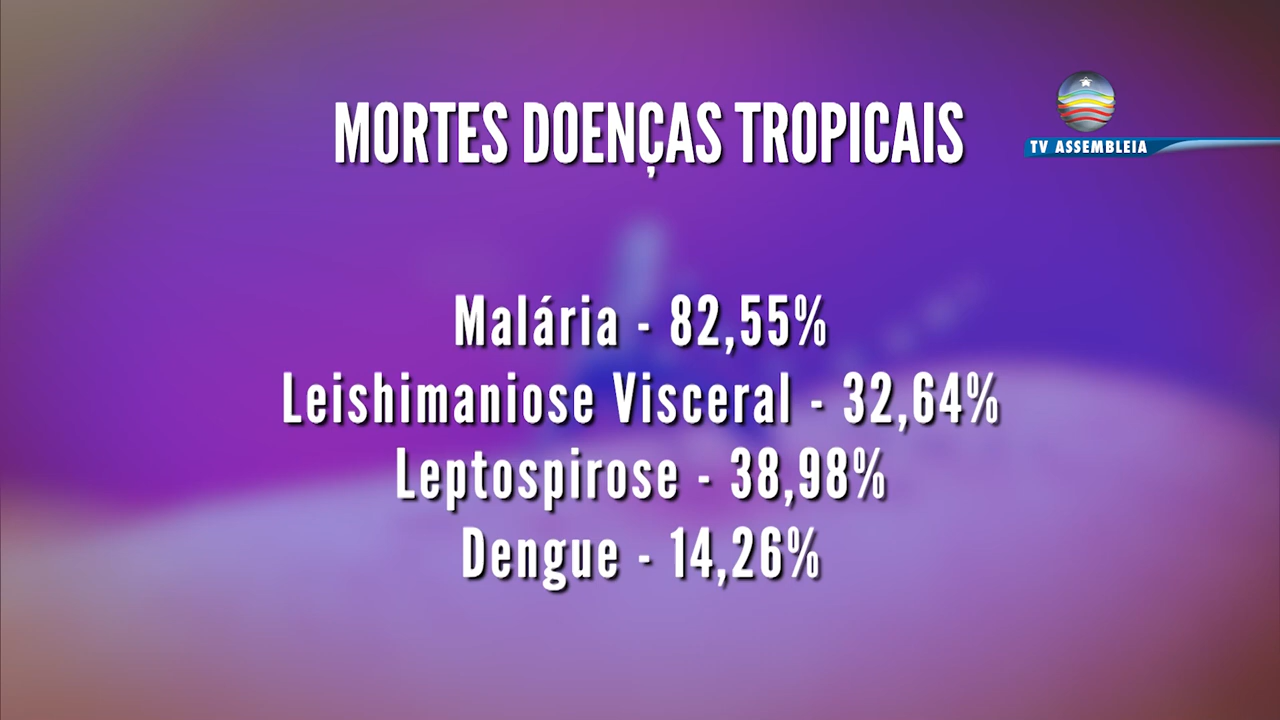 MORTES DOENÇAS TROPICAIS
TV ASSEMBLEIA
Malária - 82,55%
Leishimaniose Visceral - 32,64%
Leptospirose - 38,98%
Dengue - 14,26%